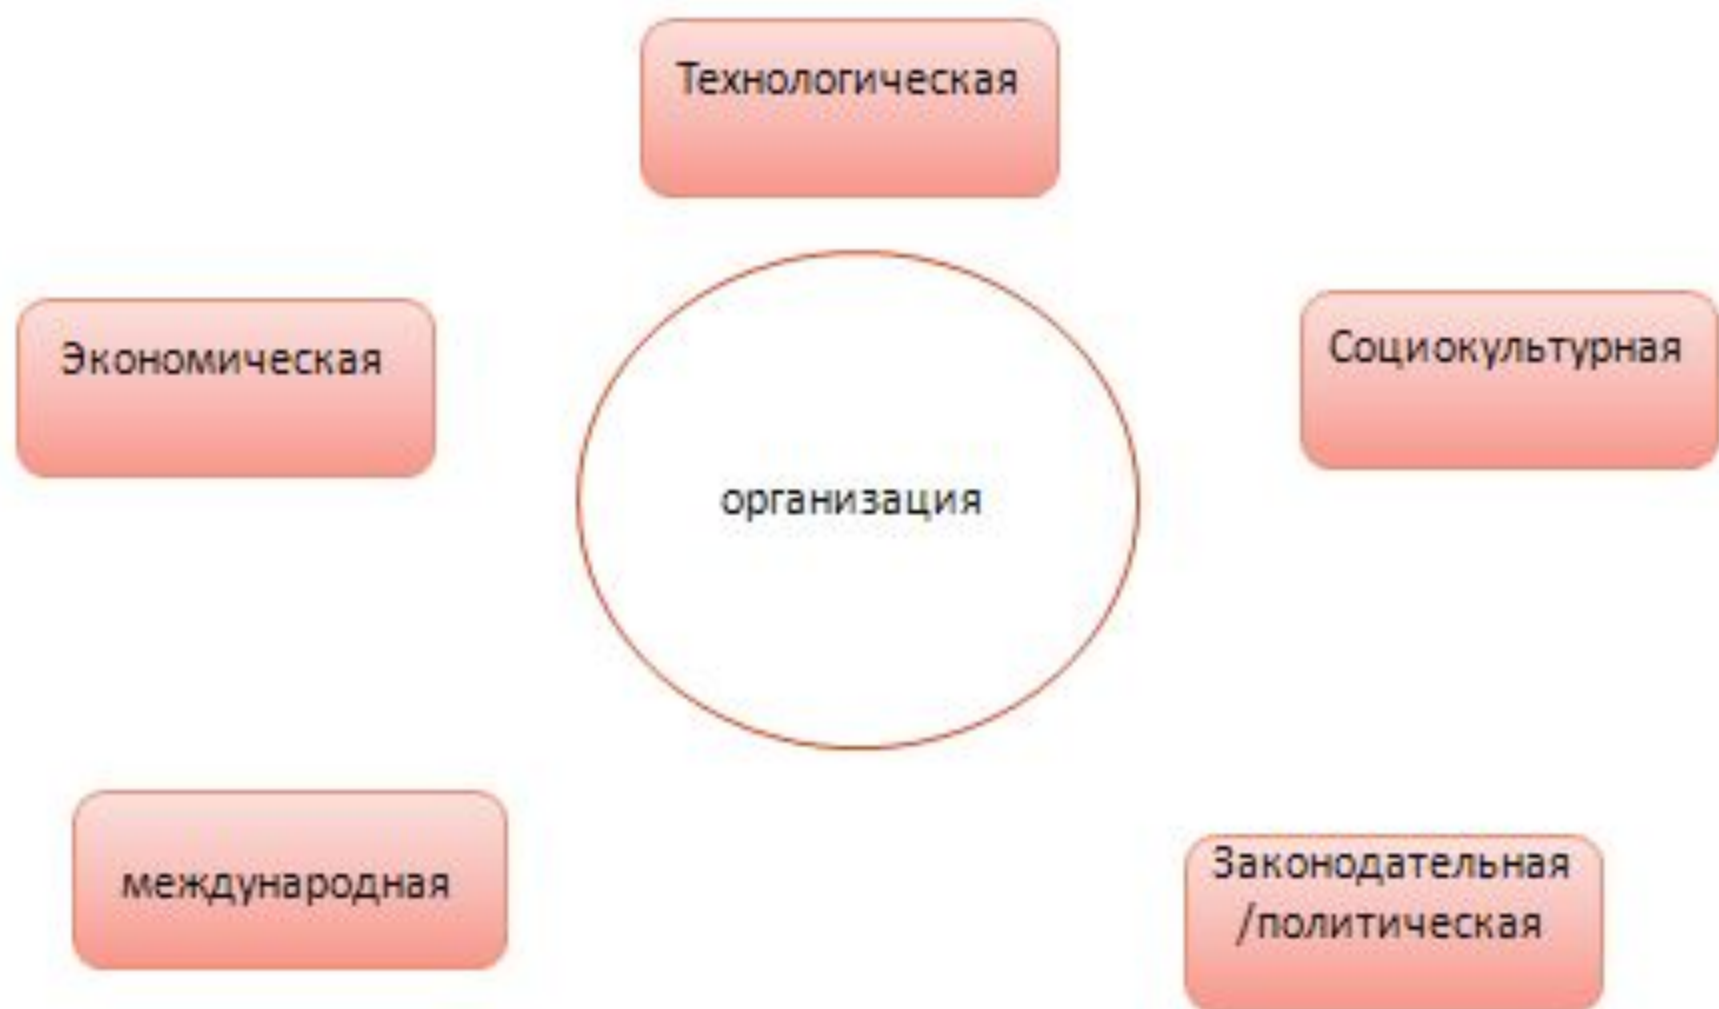 Технологическая
Экономическая
Социокультурная
организация
международная
Законодательная
/политическая